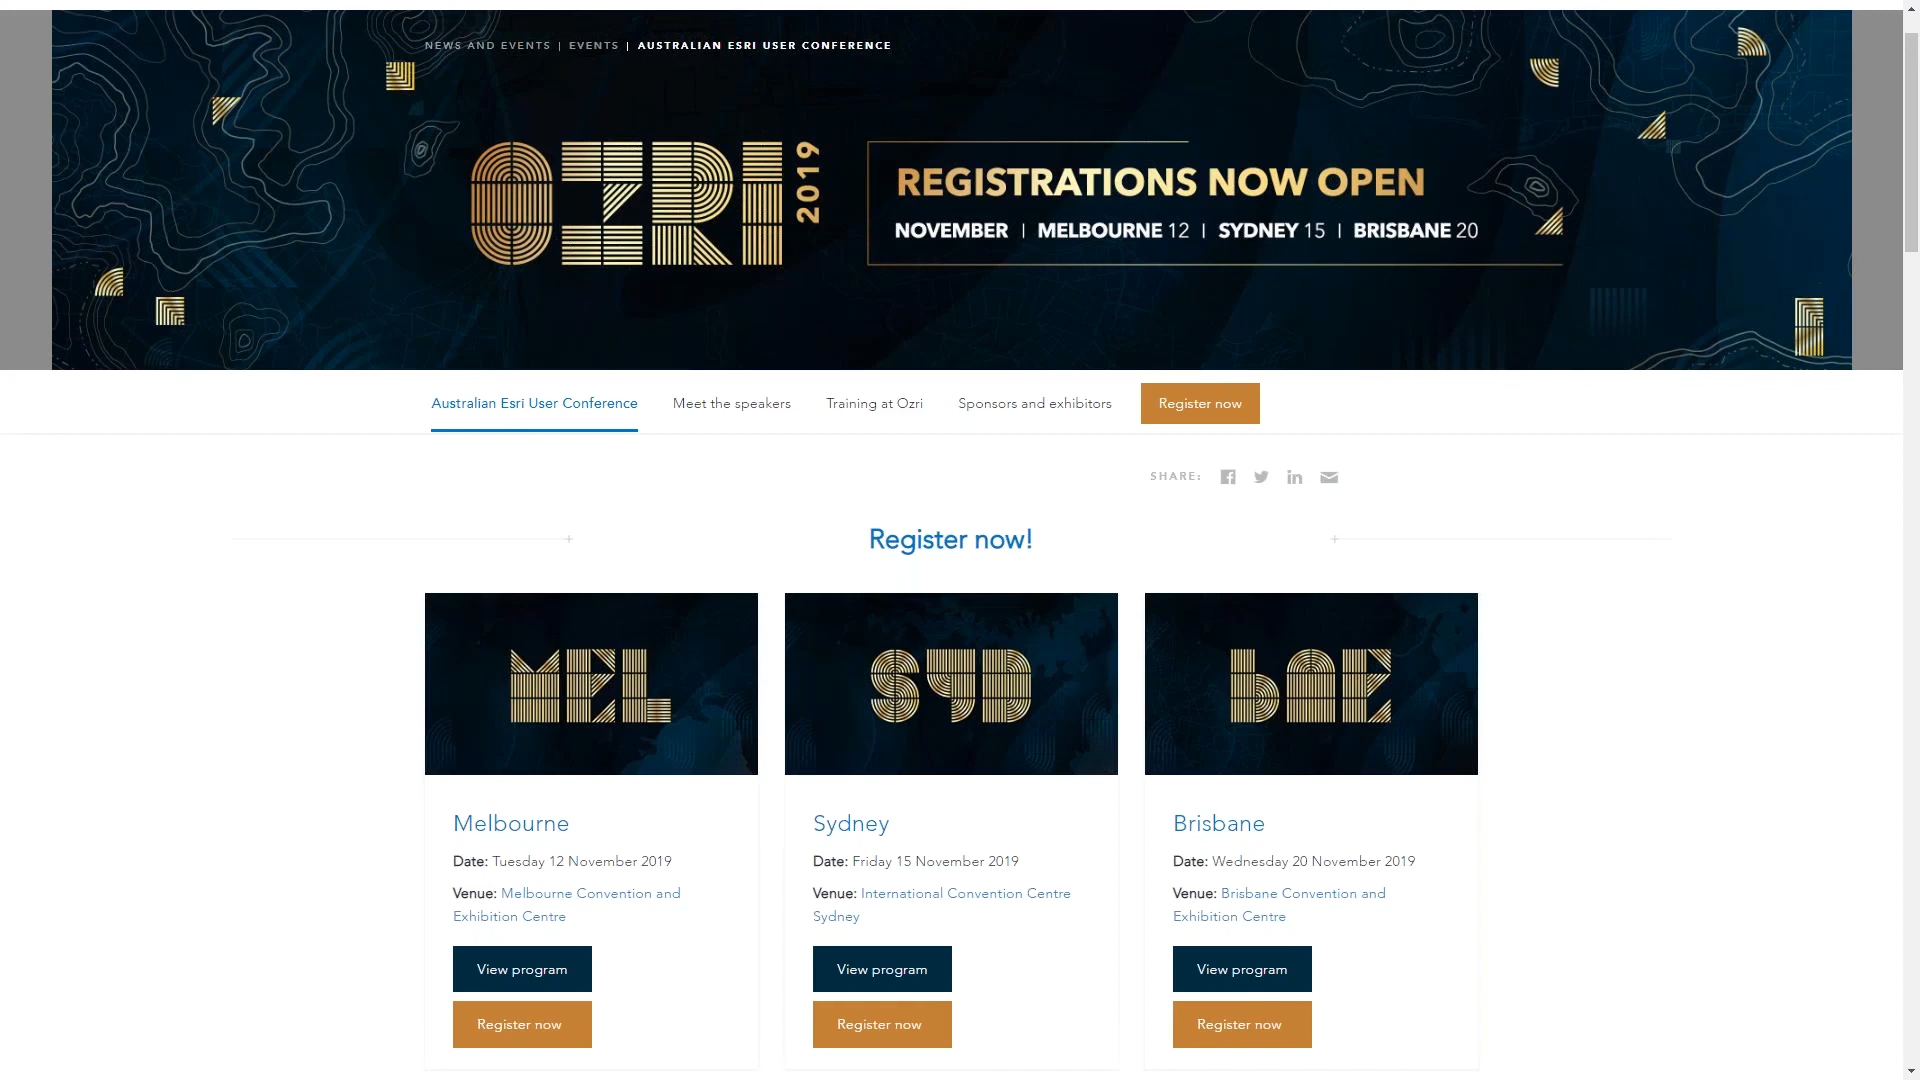 NEWS AND EVENTS | EVENTS | AUSTRALIAN ESRI USER CONFERENCE
OZRI 2019
REGISTRATIONS NOW OPEN
NOVEMBER | MELBOURNE 12 | SYDNEY 15 | BRISBANE 20
Australian Esri User Conference Meet the speakers Training at Ozri Sponsors and exhibitors Register now
SHARE:
Register now!
MEL
SYD
bNE
Melbourne
Date: Tuesday 12 November 2019
Venue: Melbourne Convention and
Exhibition Centre
View program
Register now
Sydney
Date: Friday 15 November 2019
Venue: International Convention Centre
Sydney
View program
Register now
Brisbane
Date: Wednesday 20 November 2019
Venue: Brisbane Convention and
Exhibition Centre
View program
Register now